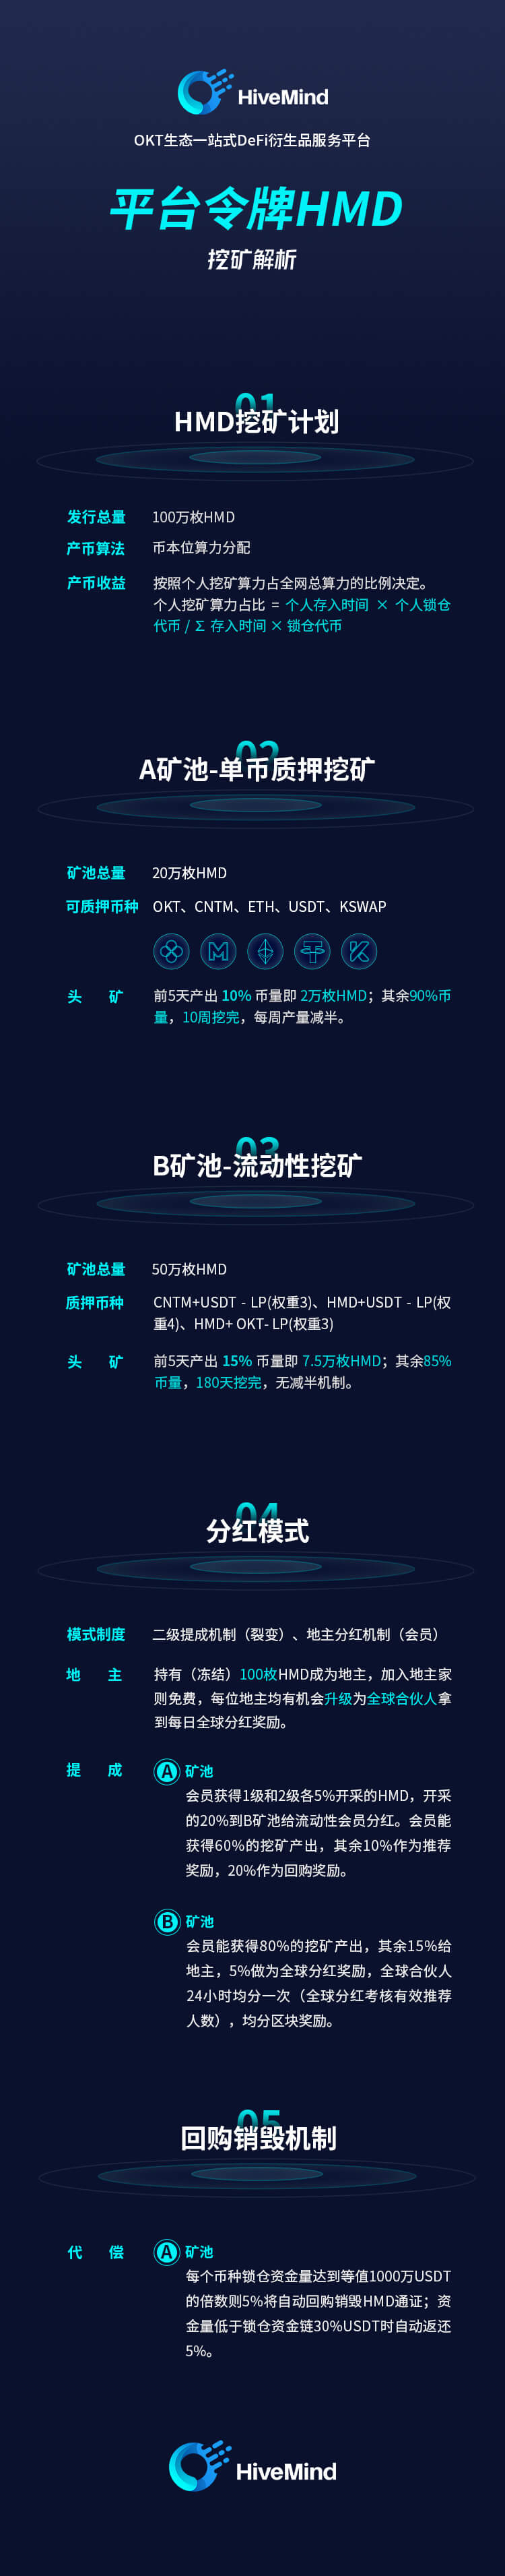 HiveMind
OKT生态一站式DeFi衍生品服务平台
平台令牌HMD
挖矿解析
01
HMD挖矿计划
发行总量 100万枚HMD
产币算法 币本位算力分配
产币收益 按照个人挖矿算力占全网总算力的比例决定。
个人挖矿算力占比 = 个人存入时间 × 个人锁仓
代币 / Σ 存入时间 × 锁仓代币
02
A矿池-单币质押挖矿
矿池总量 20万枚HMD
可质押币种 OKT、CNTM、ETH、USDT、KSWAP
头 矿 前5天产出 10% 币量即 2万枚HMD；其余90%币
量，10周挖完，每周产量减半。
03
B矿池-流动性挖矿
矿池总量 50万枚HMD
质押币种 CNTM+USDT - LP(权重3)、HMD+USDT - LP(权
重4)、HMD+ OKT- LP(权重3)
头 矿 前5天产出 15% 币量即 7.5万枚HMD；其余85%
币量，180天挖完，无减半机制。
04
分红模式
模式制度 二级提成机制（裂变）、地主分红机制（会员）
地 主 持有（冻结）100枚HMD成为地主，加入地主家
则免费，每位地主均有机会升级为全球合伙人拿
到每日全球分红奖励。
提 成 A 矿池
会员获得1级和2级各5%开采的HMD，开采
的20%到B矿池给流动性会员分红。会员能
获得60%的挖矿产出，其余10%作为推荐
奖励，20%作为回购奖励。
B 矿池
会员能获得80%的挖矿产出，其余15%给
地主，5%做为全球分红奖励，全球合伙人
24小时均分一次（全球分红考核有效推荐
人数），均分区块奖励。
05
回购销毁机制
代 偿 A 矿池
每个币种锁仓资金量达到等值1000万USDT
的倍数则5%将自动回购销毁HMD通证；资
金量低于锁仓资金链30%USDT时自动返还
5%。
HiveMind